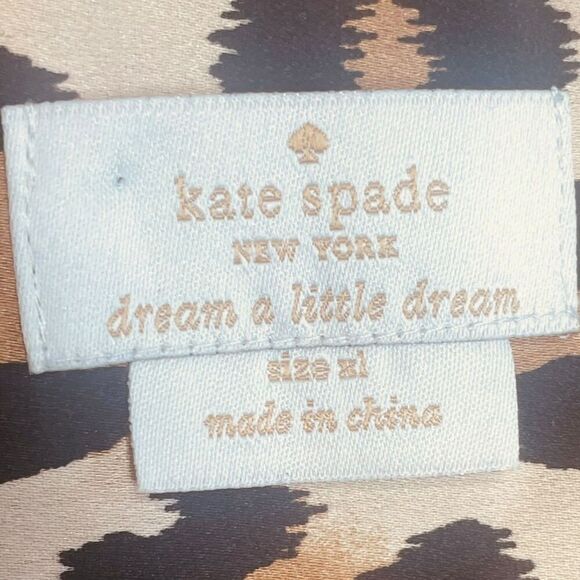 kate spade
NEW YORK
dream a little dream
size xl
made in china